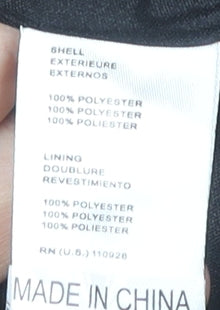 SHELL
EXTERIEURE
EXTERNOS
100% POLYESTER
100% POLYESTER
100% POLIESTER
LINING
DOUBLURE
REVESTIMIENTO
100% POLYESTER
100% POLYESTER
100% POLIESTER
RN (U.S.) 110928
MADE IN CHINA